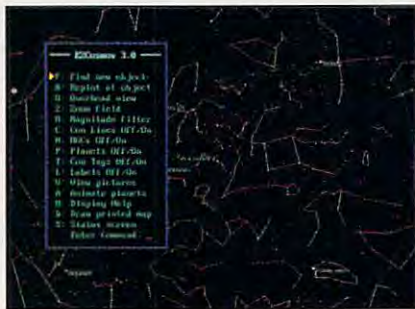 EZCosmos 3.0
F: Find new object
R: Replot at object
O: Overhead view
Z: Zoom field
M: Magnitude filter
C: Con Lines Off/On
N: NGCs Off/On
P: Planets Off/On
T: Con Tags Off/On
L: Labels Off/On
V: View pictures
A: Animate planets
H: Display Help
D: Draw printed map
S: Status screen
Enter Command: